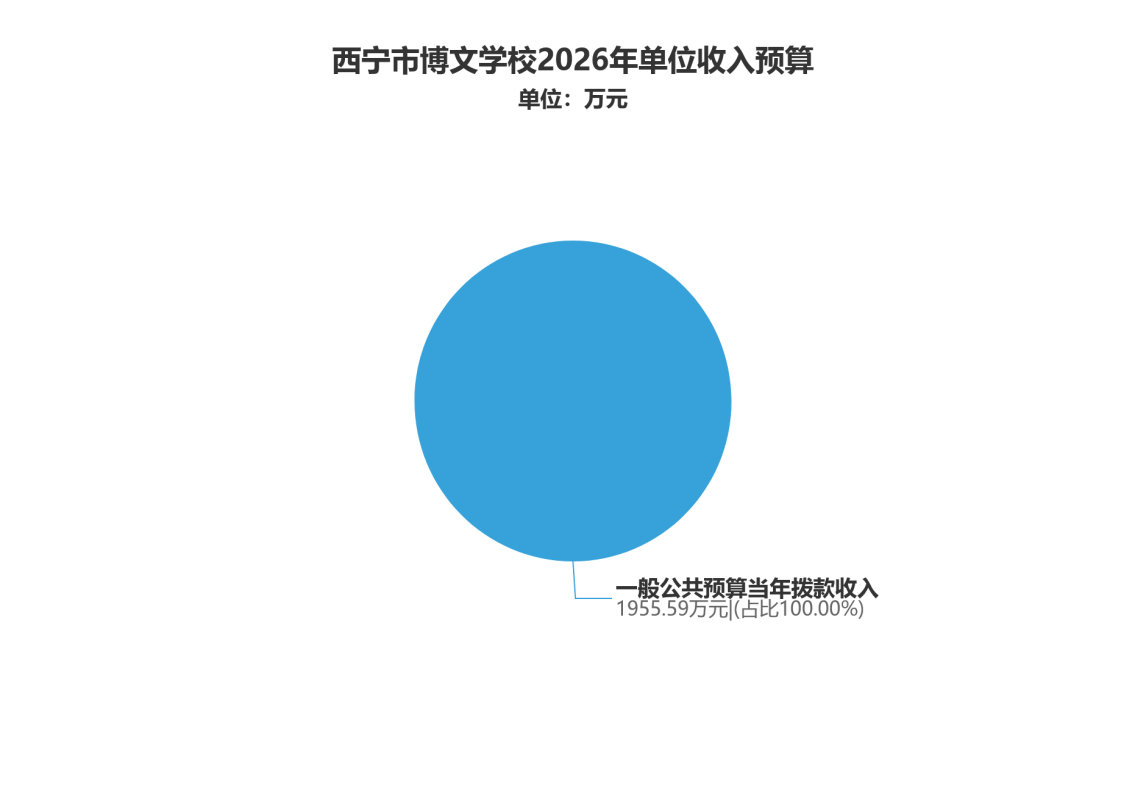 西宁市博文学校2026年单位收入预算
单位：万元
一般公共预算当年拨款收入
1955.59万元|(占比100.00%)